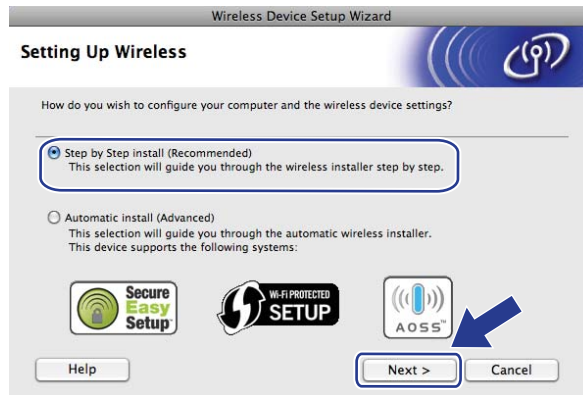 Wireless Device Setup Wizard
Setting Up Wireless
How do you wish to configure your computer and the wireless device settings?
Step by Step install (Recommended)
This selection will guide you through the wireless installer step by step.
Automatic install (Advanced)
This selection will guide you through the automatic wireless installer.
This device supports the following systems:
Secure
Easy
Setup
Wi-Fi PROTECTED
SETUP
AOSS™
Help
Next >
Cancel